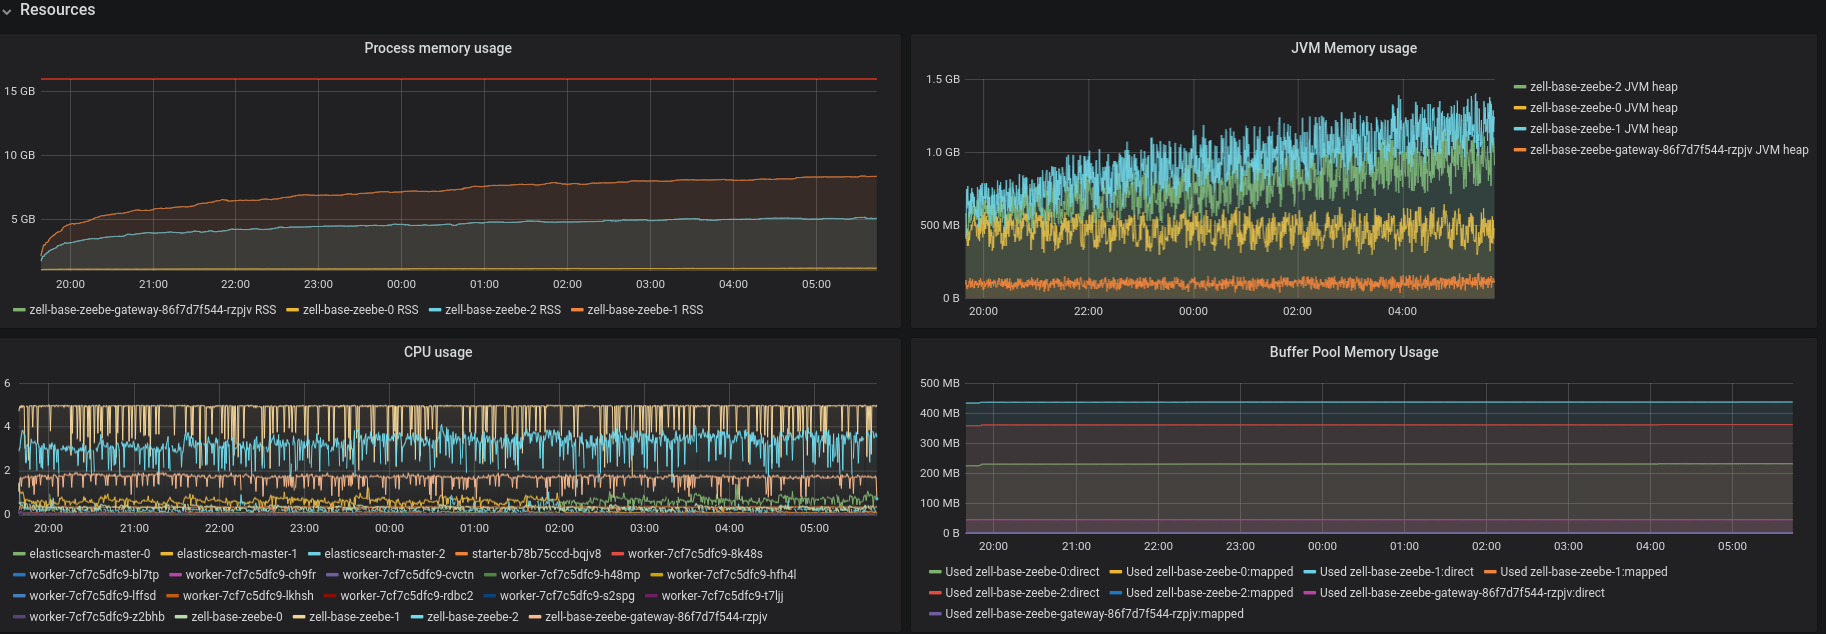 Resources
Process memory usage
15 GB
10 GB
5 GB
20:00 21:00 22:00 23:00 00:00 01:00 02:00 03:00 04:00 05:00
zell-base-zeebe-gateway-86f7d7f544-rzpjv RSS zell-base-zeebe-0 RSS zell-base-zeebe-2 RSS zell-base-zeebe-1 RSS
JVM Memory usage
1.5 GB
1.0 GB
500 MB
0 B
20:00 22:00 00:00 02:00 04:00
zell-base-zeebe-2 JVM heap
zell-base-zeebe-0 JVM heap
zell-base-zeebe-1 JVM heap
zell-base-zeebe-gateway-86f7d7f544-rzpjv JVM heap
CPU usage
6
4
2
0
20:00 21:00 22:00 23:00 00:00 01:00 02:00 03:00 04:00 05:00
elasticsearch-master-0 elasticsearch-master-1 elasticsearch-master-2 starter-b78b75ccd-bqjv8 worker-7cf7c5dfc9-8k48s
worker-7cf7c5dfc9-bl7tp worker-7cf7c5dfc9-ch9fr worker-7cf7c5dfc9-cvctn worker-7cf7c5dfc9-h48mp worker-7cf7c5dfc9-hfh4l
worker-7cf7c5dfc9-lffsd worker-7cf7c5dfc9-lkhsh worker-7cf7c5dfc9-rdbc2 worker-7cf7c5dfc9-s2spg worker-7cf7c5dfc9-t7ljj
worker-7cf7c5dfc9-z2bhb zell-base-zeebe-0 zell-base-zeebe-1 zell-base-zeebe-2 zell-base-zeebe-gateway-86f7d7f544-rzpjv
Buffer Pool Memory Usage
500 MB
400 MB
300 MB
200 MB
100 MB
0 B
20:00 21:00 22:00 23:00 00:00 01:00 02:00 03:00 04:00 05:00
Used zell-base-zeebe-0:direct Used zell-base-zeebe-0:mapped Used zell-base-zeebe-1:direct Used zell-base-zeebe-1:mapped
Used zell-base-zeebe-2:direct Used zell-base-zeebe-2:mapped Used zell-base-zeebe-gateway-86f7d7f544-rzpjv:direct
Used zell-base-zeebe-gateway-86f7d7f544-rzpjv:mapped